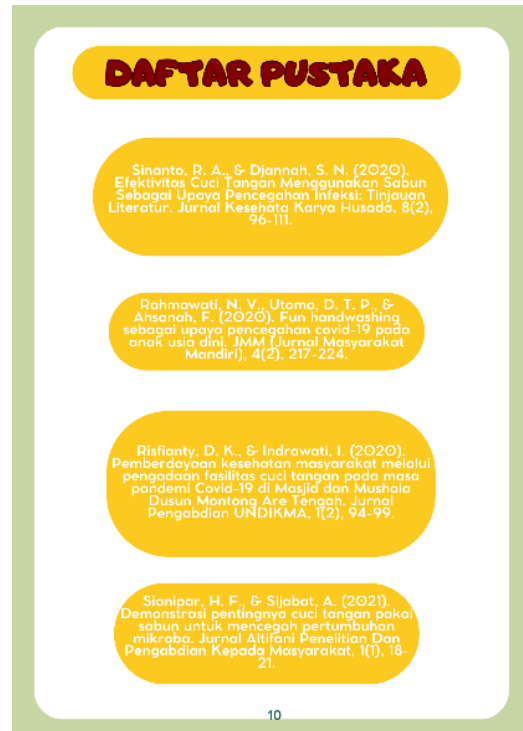 DAFTAR PUSTAKA
Sinanto, R. A., & Djannah, S. N. (2020).
Efektivitas Cuci Tangan Menggunakan Sabun
Sebagai Upaya Pencegahan Infeksi: Tinjauan
Literatur. Jurnal Kesehata Karya Husada, 8(2),
96-111.
Rahmawati, N. V., Utomo, D. T. P., &
Ahsanah, F. (2020). Fun handwashing
sebagai upaya pencegahan covid-19 pada
anak usia dini. JMM (Jurnal Masyarakat
Mandiri), 4(2), 217-224.
Risfianty, D. K., & Indrawati, I. (2020).
Pemberdayaan kesehatan masyarakat melalui
pengadaan fasilitas cuci tangan pada masa
pandemi Covid-19 di Masjid dan Mushala
Dusun Montong Are Tengah. Jurnal
Pengabdian UNDIKMA, 1(2), 94-99.
Sianipar, H. F., & Sijabat, A. (2021).
Demonstrasi pentingnya cuci tangan pakai
sabun untuk mencegah pertumbuhan
mikroba. Jurnal Altifani Penelitian Dan
Pengabdian Kepada Masyarakat, 1(1), 18-
21.
10